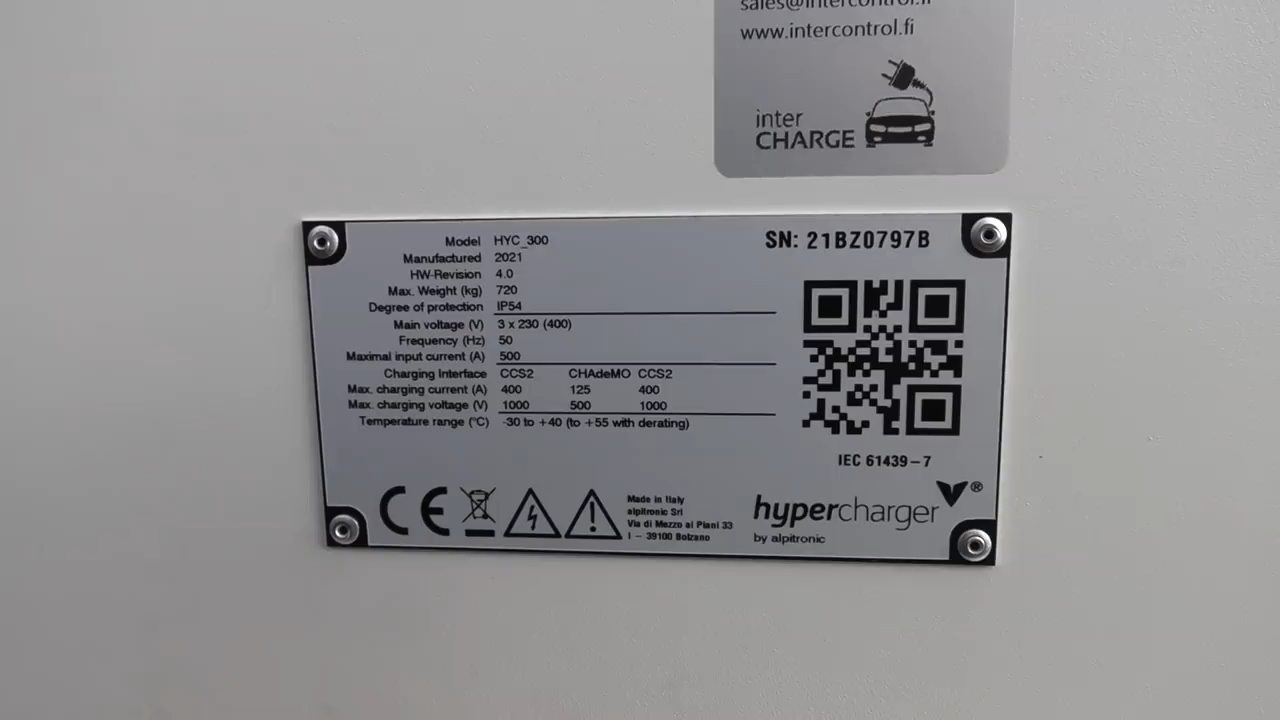 sales@intercontrol.fi
www.intercontrol.fi
inter
CHARGE
Model HYC_300
SN: 21BZ0797B
Manufactured 2021
HW-Revision 4.0
Max. Weight (kg) 720
Degree of protection IP54
Main voltage (V) 3 x 230 (400)
Frequency (Hz) 50
Maximal input current (A) 500
Charging Interface CCS2 CHAdeMO CCS2
Max. charging current (A) 400 125 400
Max. charging voltage (V) 1000 500 1000
Temperature range (°C) -30 to +40 (to +55 with derating)
IEC 61439-7
CE
Made in Italy
alpitronic Srl
Via di Mezzo ai Piani 33
I - 39100 Bolzano
hypercharger®
by alpitronic